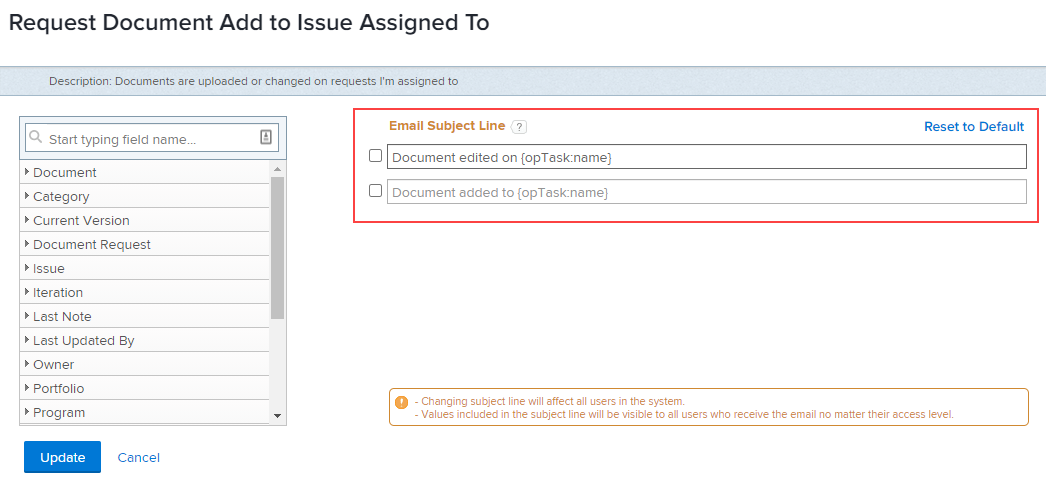 Request Document Add to Issue Assigned To
Description: Documents are uploaded or changed on requests I'm assigned to
Start typing field name...
Document
Category
Current Version
Document Request
Issue
Iteration
Last Note
Last Updated By
Owner
Portfolio
Program
Email Subject Line ?
Reset to Default
Document edited on {opTask:name}
Document added to {opTask:name}
- Changing subject line will affect all users in the system.
- Values included in the subject line will be visible to all users who receive the email no matter their access level.
Update Cancel